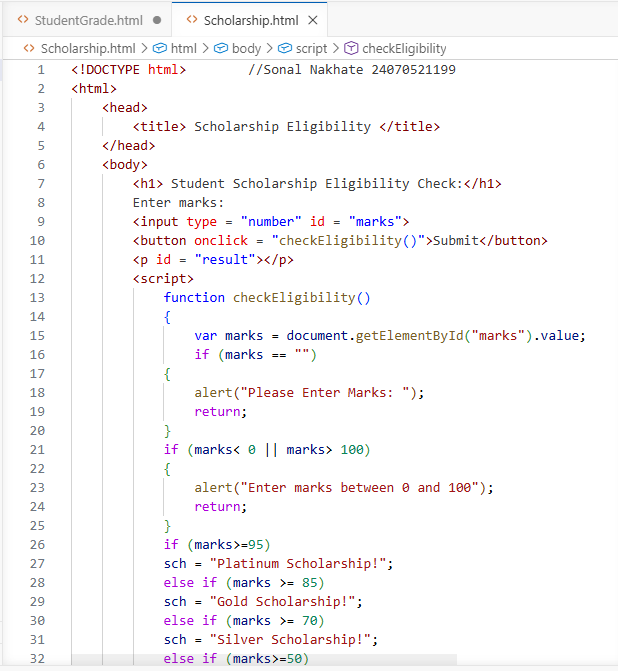 StudentGrade.html
Scholarship.html
Scholarship.html > html > body > script > checkEligibility
1 <!DOCTYPE html> //Sonal Nakhate 24070521199
2 <html>
3 <head>
4 <title> Scholarship Eligibility </title>
5 </head>
6 <body>
7 <h1> Student Scholarship Eligibility Check:</h1>
8 Enter marks:
9 <input type = "number" id = "marks">
10 <button onclick = "checkEligibility()">Submit</button>
11 <p id = "result"></p>
12 <script>
13 function checkEligibility()
14 {
15 var marks = document.getElementById("marks").value;
16 if (marks == "")
17 {
18 alert("Please Enter Marks: ");
19 return;
20 }
21 if (marks< 0 || marks> 100)
22 {
23 alert("Enter marks between 0 and 100");
24 return;
25 }
26 if (marks>=95)
27 sch = "Platinum Scholarship!";
28 else if (marks >= 85)
29 sch = "Gold Scholarship!";
30 else if (marks >= 70)
31 sch = "Silver Scholarship!";
32 else if (marks>=50)